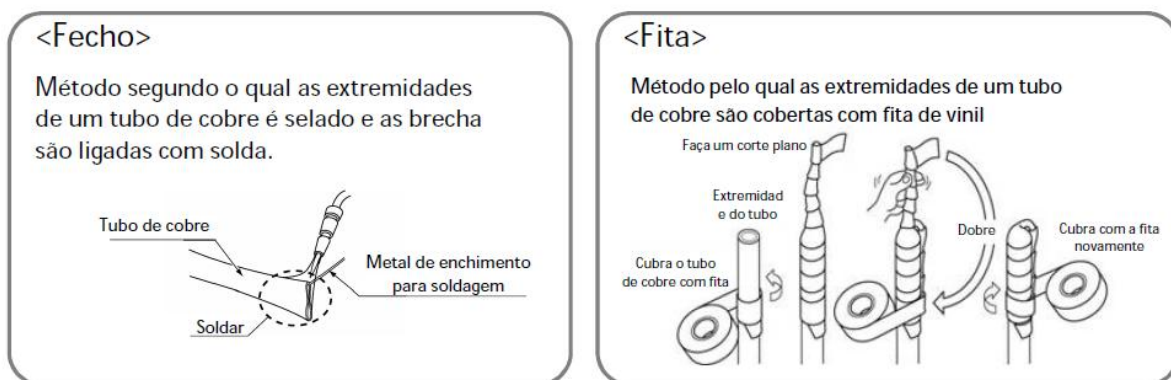 <Fecho>
Método segundo o qual as extremidades
de um tubo de cobre é selado e as brecha
são ligadas com solda.
Tubo de cobre
Metal de enchimento
para soldagem
Soldar
<Fita>
Método pelo qual as extremidades de um tubo
de cobre são cobertas com fita de vinil
Faça um corte plano
Extremidad
e do tubo
Cubra o tubo
de cobre com fita
Dobre
Cubra com a fita
novamente